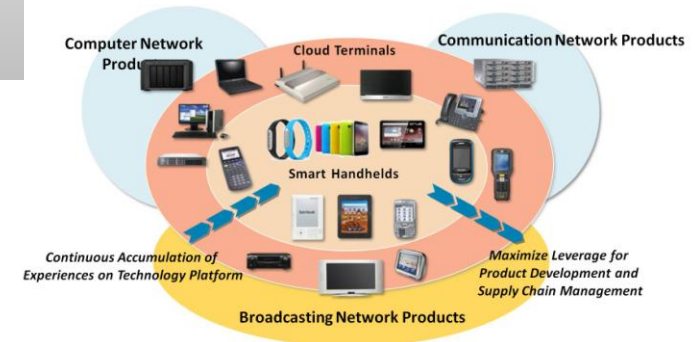 Computer Network
Produ
Communication Network Products
Cloud Terminals
Smart Handhelds
Continuous Accumulation of
Experiences on Technology Platform
Maximize Leverage for
Product Development and
Supply Chain Management
Broadcasting Network Products